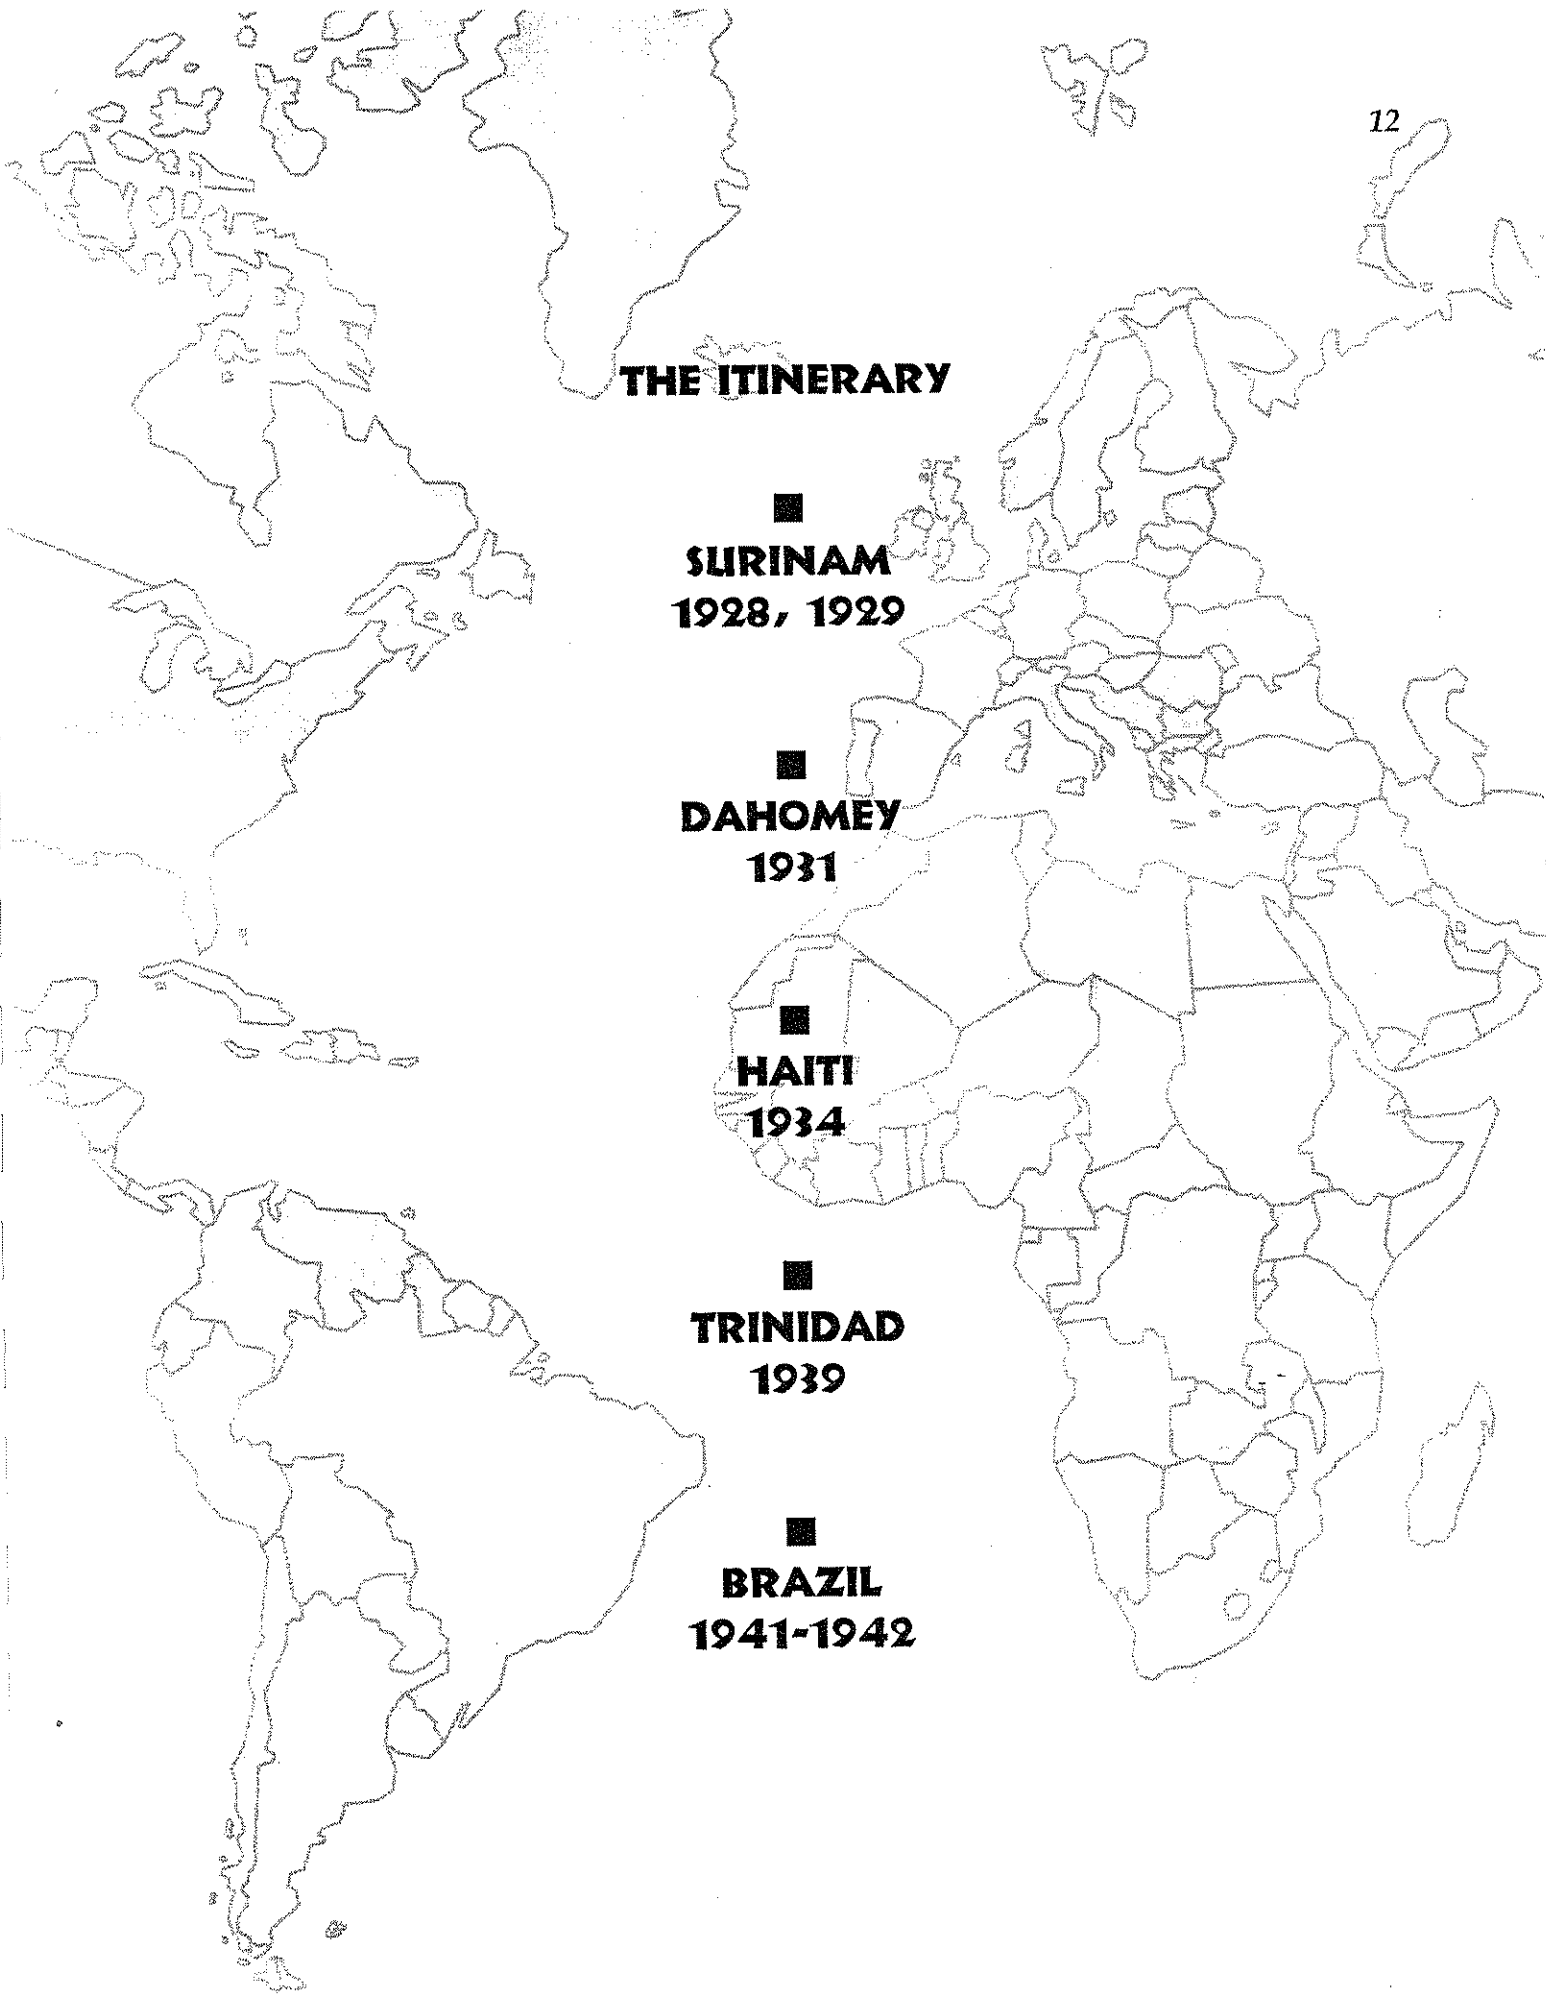 12
THE ITINERARY
SURINAM
1928, 1929
DAHOMEY
1931
HAITI
1934
TRINIDAD
1939
BRAZIL
1941-1942